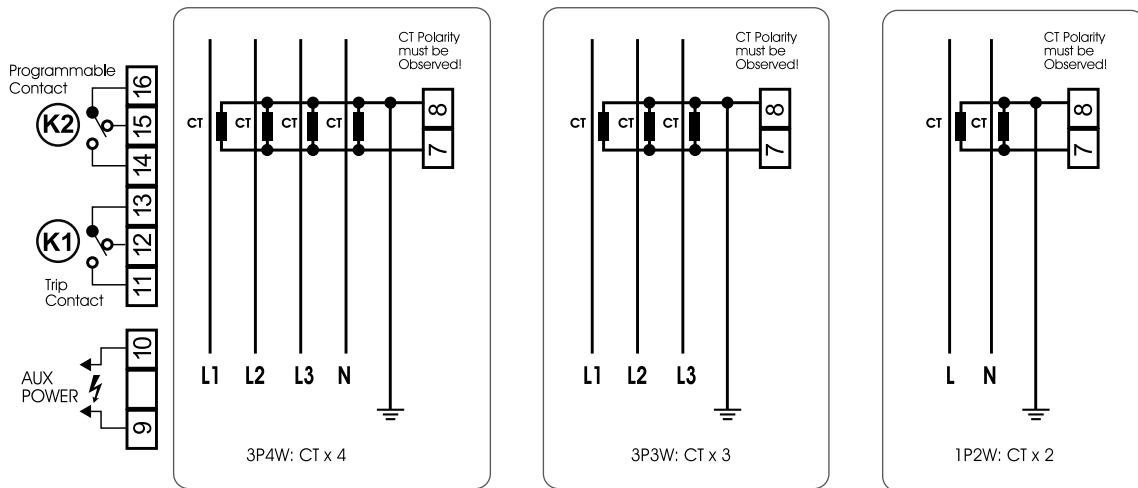 Programmable
Contact
K2
16
15
14
13
12
11
K1
Trip
Contact
10
9
AUX
POWER
CT Polarity
must be
Observed!
CT
CT
CT
CT
8
7
L1 L2 L3 N
3P4W: CT x 4
CT Polarity
must be
Observed!
CT
CT
CT
8
7
L1 L2 L3
3P3W: CT x 3
CT Polarity
must be
Observed!
CT
CT
8
7
L N
1P2W: CT x 2